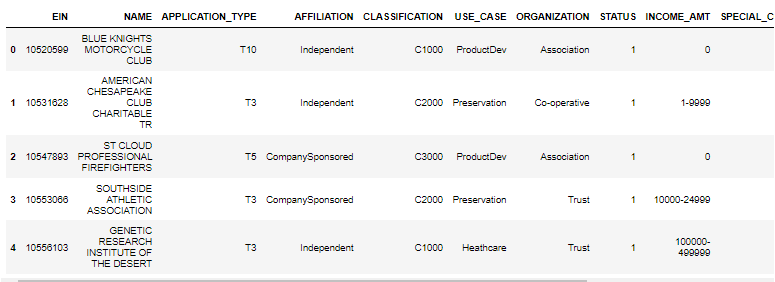 EIN NAME APPLICATION_TYPE AFFILIATION CLASSIFICATION USE_CASE ORGANIZATION STATUS INCOME_AMT SPECIAL_C
0 10520599 BLUE KNIGHTS MOTORCYCLE CLUB T10 Independent C1000 ProductDev Association 1 0
1 10531628 AMERICAN CHESAPEAKE CLUB CHARITABLE TR T3 Independent C2000 Preservation Co-operative 1 1-9999
2 10547893 ST CLOUD PROFESSIONAL FIREFIGHTERS T5 CompanySponsored C3000 ProductDev Association 1 0
3 10553066 SOUTHSIDE ATHLETIC ASSOCIATION T3 CompanySponsored C2000 Preservation Trust 1 10000-24999
4 10556103 GENETIC RESEARCH INSTITUTE OF THE DESERT T3 Independent C1000 Heathcare Trust 1 100000-499999